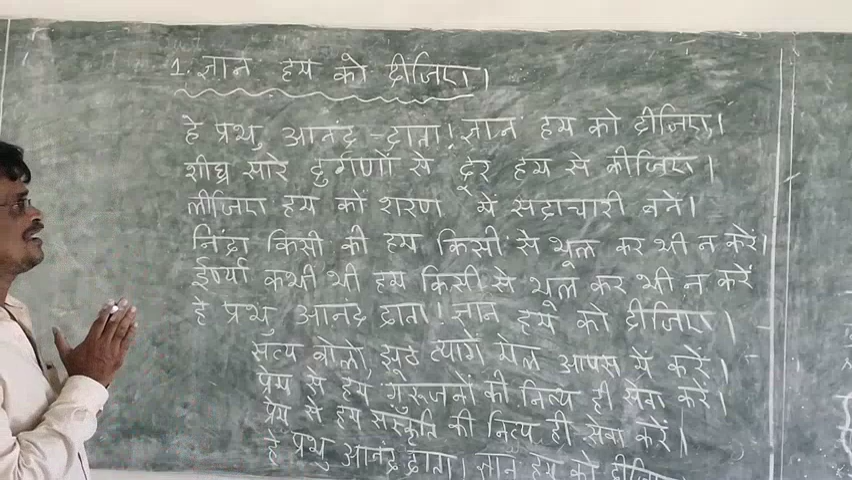 1. ज्ञान हम को दीजिए।
हे प्रभु, आनंद-दाता! ज्ञान हम को दीजिए।
शीघ्र सारे दुर्गणों से दूर हम से कीजिए।
लीजिए हम को शरण में सदाचारी बनें।
निंदा किसी की हम किसी से भूल कर भी न करें।
ईर्ष्या कभी भी हम किसी से भूल कर भी न करें
हे प्रभु आनंद दाता! ज्ञान हम को दीजिए।
सत्य बोले, झूठ त्यागे मेल आपस में करें।
प्रेम से हम गुरुजनों की नित्य ही सेवा करें।
प्रेम से हम संस्कृति की नित्य ही सेवा करें।
हे प्रभु आनंद दाता। ज्ञान हम को दीजिए